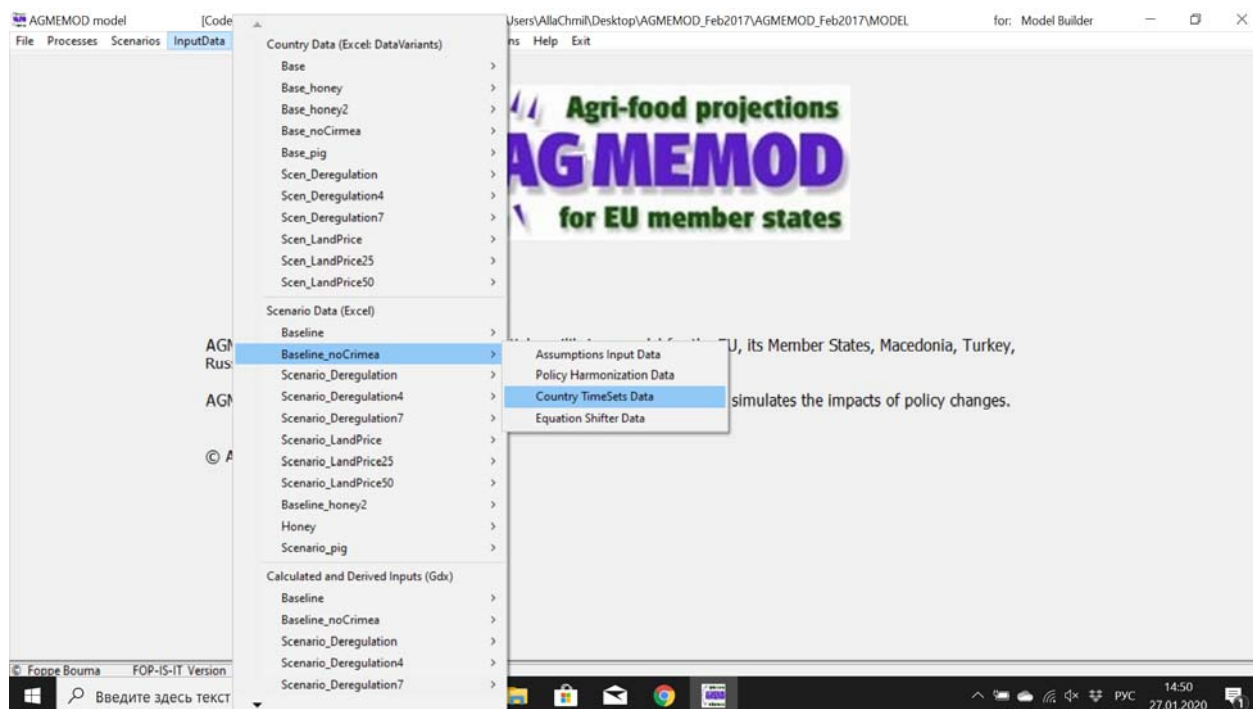 AGMEMOD model [Code Users\AllaChmil\Desktop\AGMEMOD_Feb2017\AGMEMOD_Feb2017\MODEL for: Model Builder
File Processes Scenarios InputData ns Help Exit
Country Data (Excel: DataVariants)
Base
Base_honey
Base_honey2
Base_noCirmea
Base_pig
Scen_Deregulation
Scen_Deregulation4
Scen_Deregulation7
Scen_LandPrice
Scen_LandPrice25
Scen_LandPrice50
Scenario Data (Excel)
Baseline
Baseline_noCrimea
Scenario_Deregulation
Scenario_Deregulation4
Scenario_Deregulation7
Scenario_LandPrice
Scenario_LandPrice25
Scenario_LandPrice50
Baseline_honey2
Honey
Scenario_pig
Calculated and Derived Inputs (Gdx)
Baseline
Baseline_noCrimea
Scenario_Deregulation
Scenario_Deregulation4
Scenario_Deregulation7
Assumptions Input Data
Policy Harmonization Data
Country TimeSets Data
Equation Shifter Data
Agri-food projections
AGMEMOD
for EU member states
AGM U, its Member States, Macedonia, Turkey,
Rus
AGM simulates the impacts of policy changes.
© A
© Foppe Bouma FOP-IS-IT Version
Введите здесь текст
РУС
14:50
27.01.2020